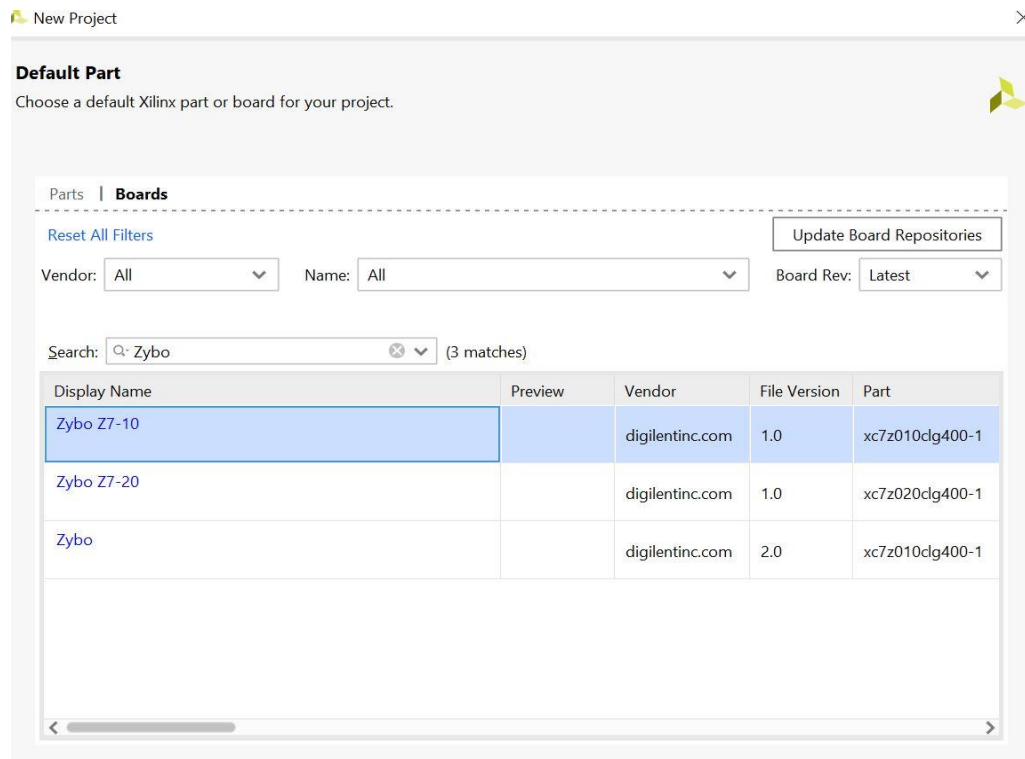 New Project
Default Part
Choose a default Xilinx part or board for your project.
Parts | Boards
Reset All Filters
Update Board Repositories
Vendor: All Name: All Board Rev: Latest
Search: Zybo (3 matches)
Display Name Preview Vendor File Version Part
Zybo Z7-10 digilentinc.com 1.0 xc7z010clg400-1
Zybo Z7-20 digilentinc.com 1.0 xc7z020clg400-1
Zybo digilentinc.com 2.0 xc7z010clg400-1